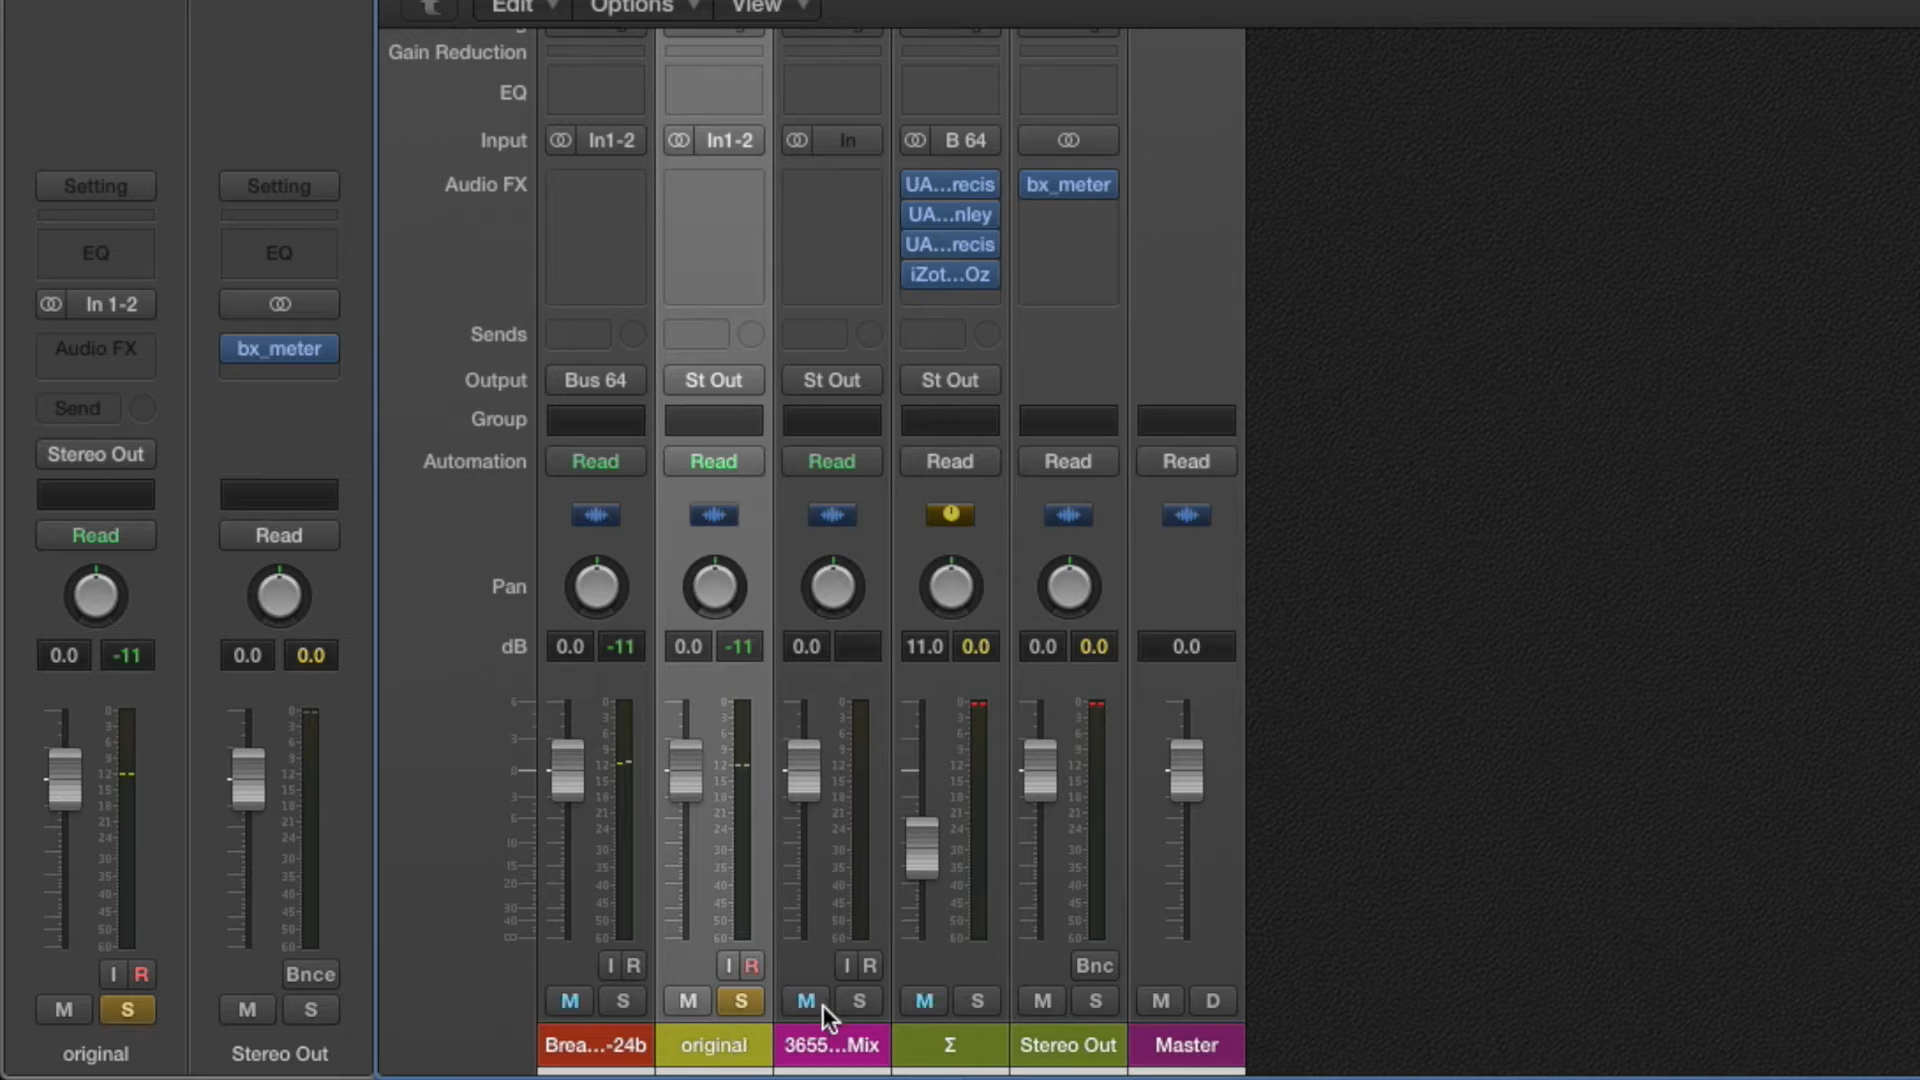 Edit Options View
Gain Reduction
EQ
Input In1-2 In1-2 In B 64
Setting Setting
Audio FX UA...recis bx_meter
UA...nley
EQ EQ UA...recis
iZot...Oz
In 1-2
Sends
Audio FX bx_meter
Output Bus 64 St Out St Out St Out
Send
Group
Stereo Out
Automation Read Read Read Read Read Read
Read Read
Pan
dB 0.0 -11 0.0 -11 0.0 11.0 0.0 0.0 0.0 0.0
0.0 -11 0.0 0.0
I R I R I R Bnc
I R Bnce
M S M S M S M S M S M D
M S M S
Brea...-24b original 3655...Mix Σ Stereo Out Master
original Stereo Out